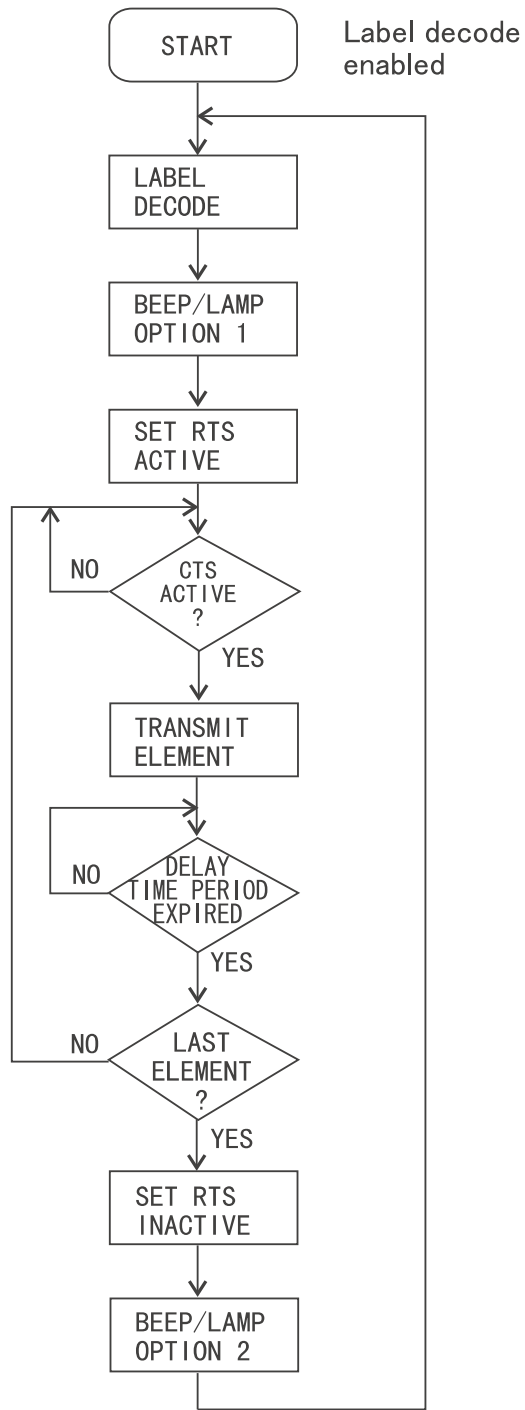 START
Label decode
enabled
LABEL
DECODE
BEEP/LAMP
OPTION 1
SET RTS
ACTIVE
NO
CTS
ACTIVE
?
YES
TRANSMIT
ELEMENT
NO
DELAY
TIME PERIOD
EXPIRED
YES
NO
LAST
ELEMENT
?
YES
SET RTS
INACTIVE
BEEP/LAMP
OPTION 2